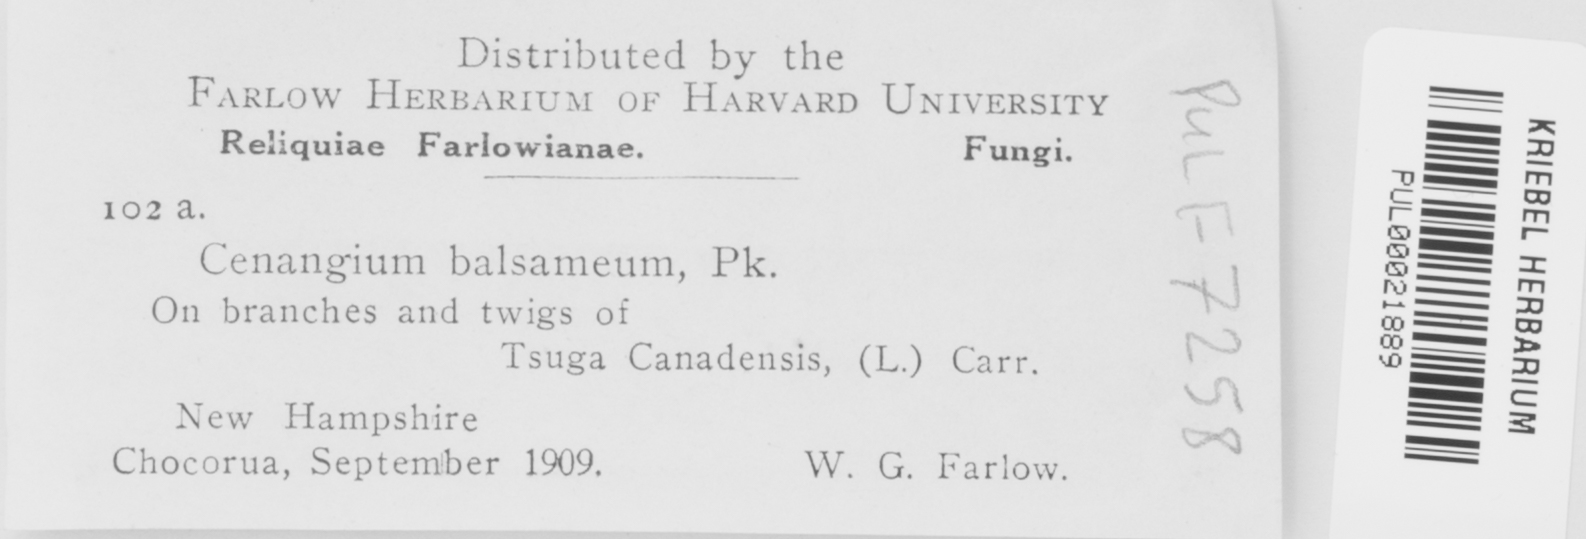 Distributed by the
FARLOW HERBARIUM OF HARVARD UNIVERSITY
Reliquiae Farlowianae. Fungi.
102 a.
Cenangium balsameum, Pk.
On branches and twigs of
Tsuga Canadensis, (L.) Carr.
New Hampshire
Chocorua, September 1909. W. G. Farlow.
PUL F 7258
KRIEBEL HERBARIUM
PUL00021889